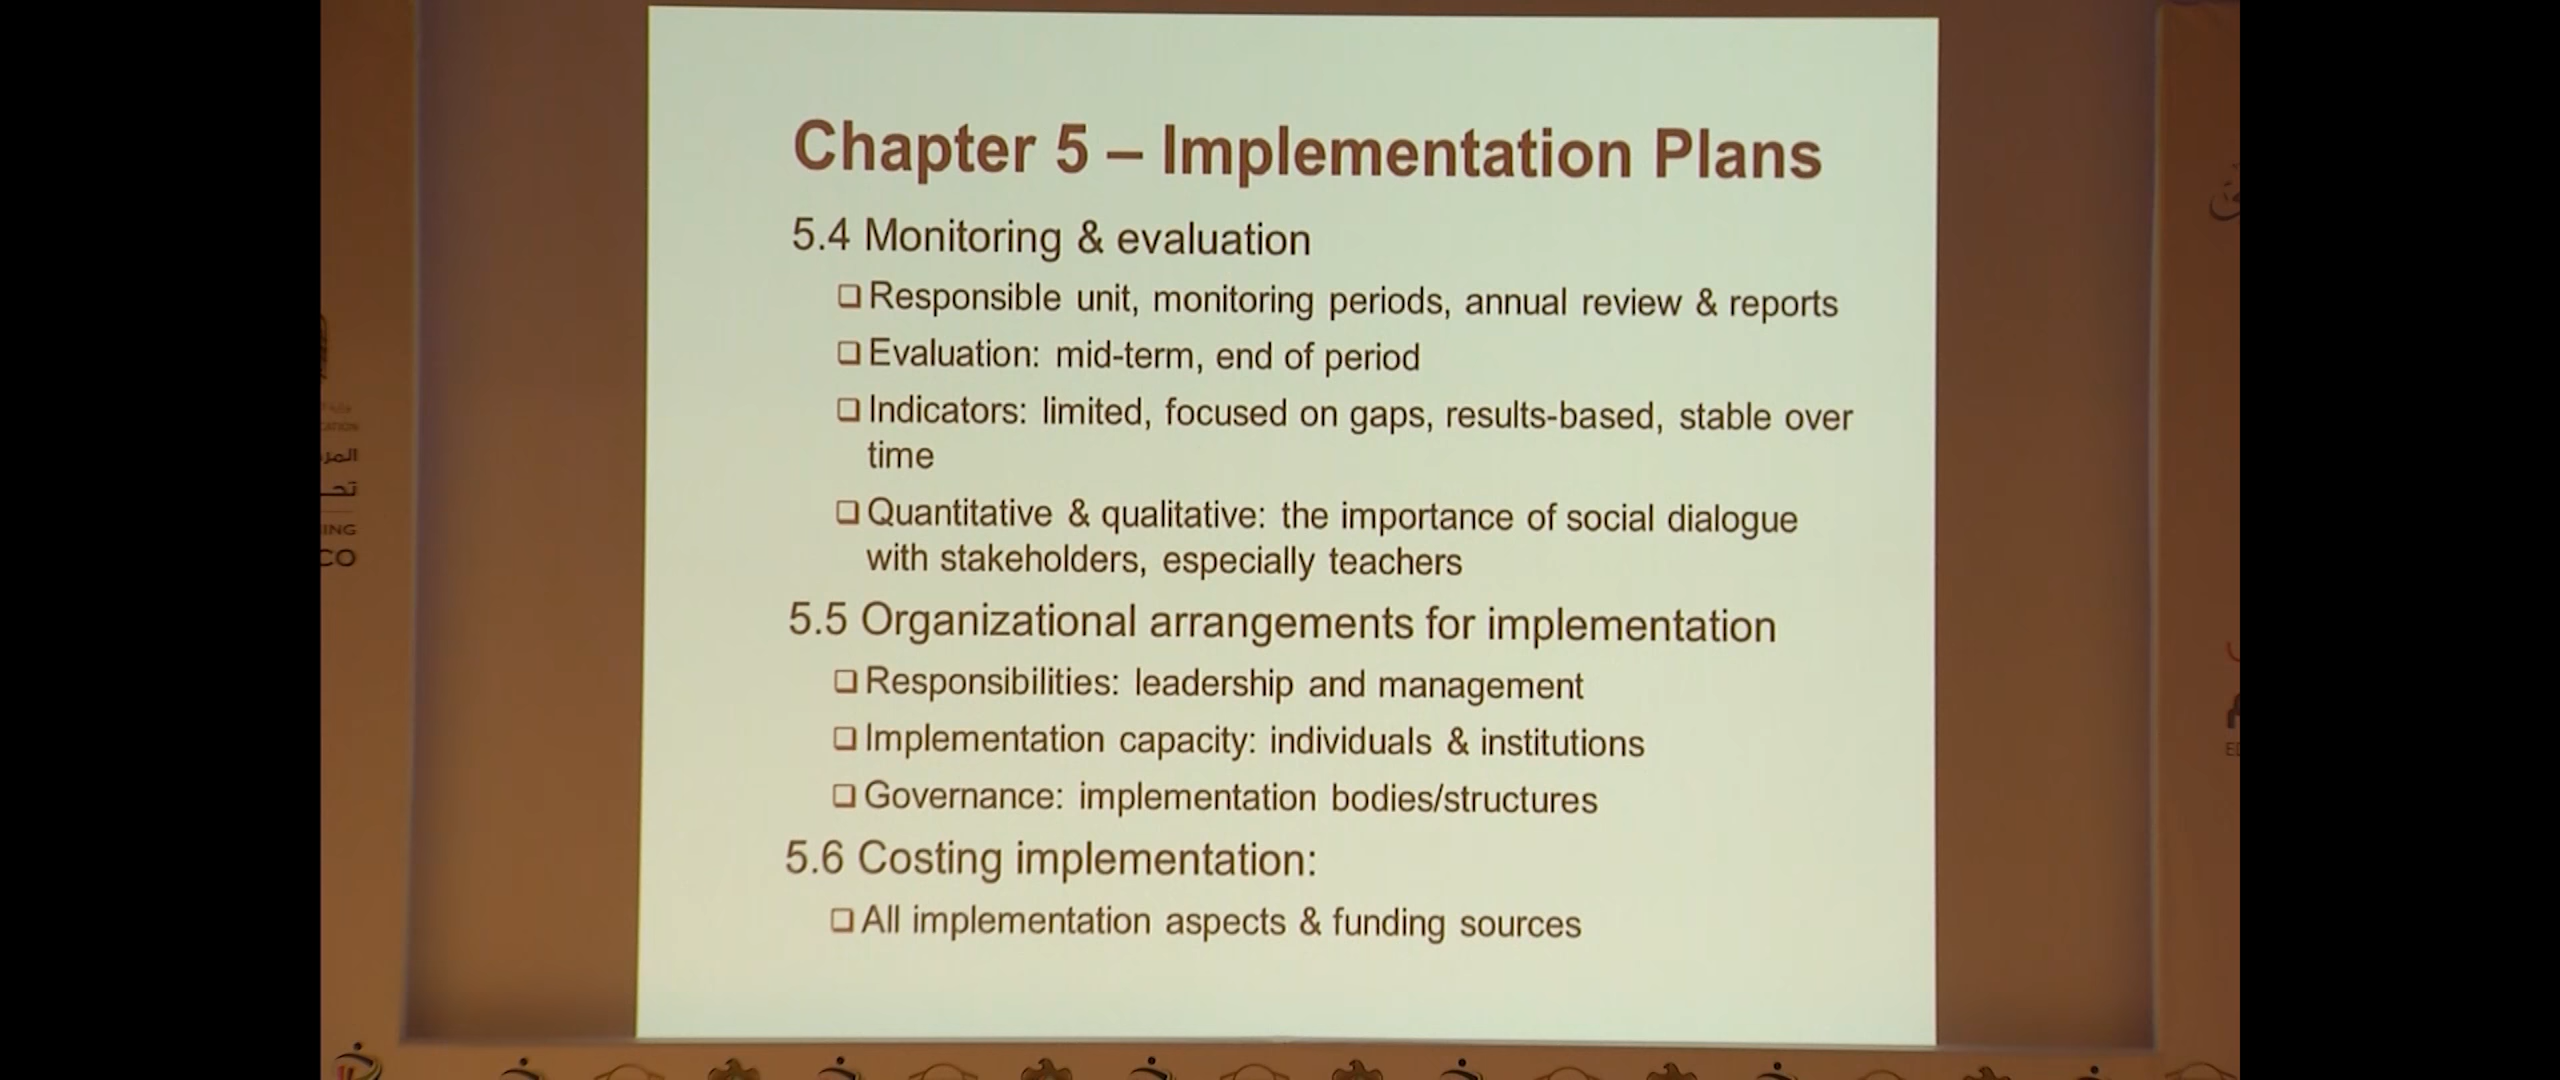 Chapter 5 – Implementation Plans
5.4 Monitoring & evaluation
❑ Responsible unit, monitoring periods, annual review & reports
❑ Evaluation: mid-term, end of period
❑ Indicators: limited, focused on gaps, results-based, stable over
time
❑ Quantitative & qualitative: the importance of social dialogue
with stakeholders, especially teachers
5.5 Organizational arrangements for implementation
❑ Responsibilities: leadership and management
❑ Implementation capacity: individuals & institutions
❑ Governance: implementation bodies/structures
5.6 Costing implementation:
❑ All implementation aspects & funding sources